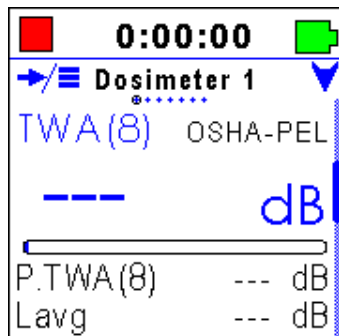 0:00:00
Dosimeter 1
TWA(8) OSHA-PEL
--- dB
P.TWA(8) --- dB
Lavg --- dB